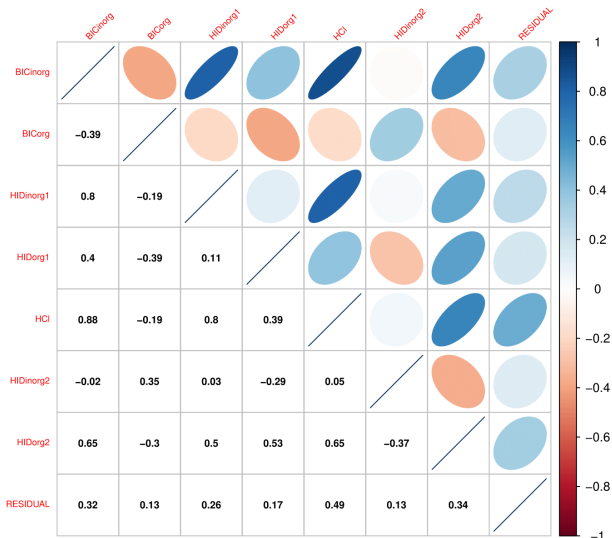 BICinorg BICorg HIDinorg1 HIDorg1 HCl HIDinorg2 HIDorg2 RESIDUAL
BICinorg
BICorg −0.39
HIDinorg1 0.8 −0.19
HIDorg1 0.4 −0.39 0.11
HCl 0.88 −0.19 0.8 0.39
HIDinorg2 −0.02 0.35 0.03 −0.29 0.05
HIDorg2 0.65 −0.3 0.5 0.53 0.65 −0.37
RESIDUAL 0.32 0.13 0.26 0.17 0.49 0.13 0.34
1
0.8
0.6
0.4
0.2
0
−0.2
−0.4
−0.6
−0.8
−1